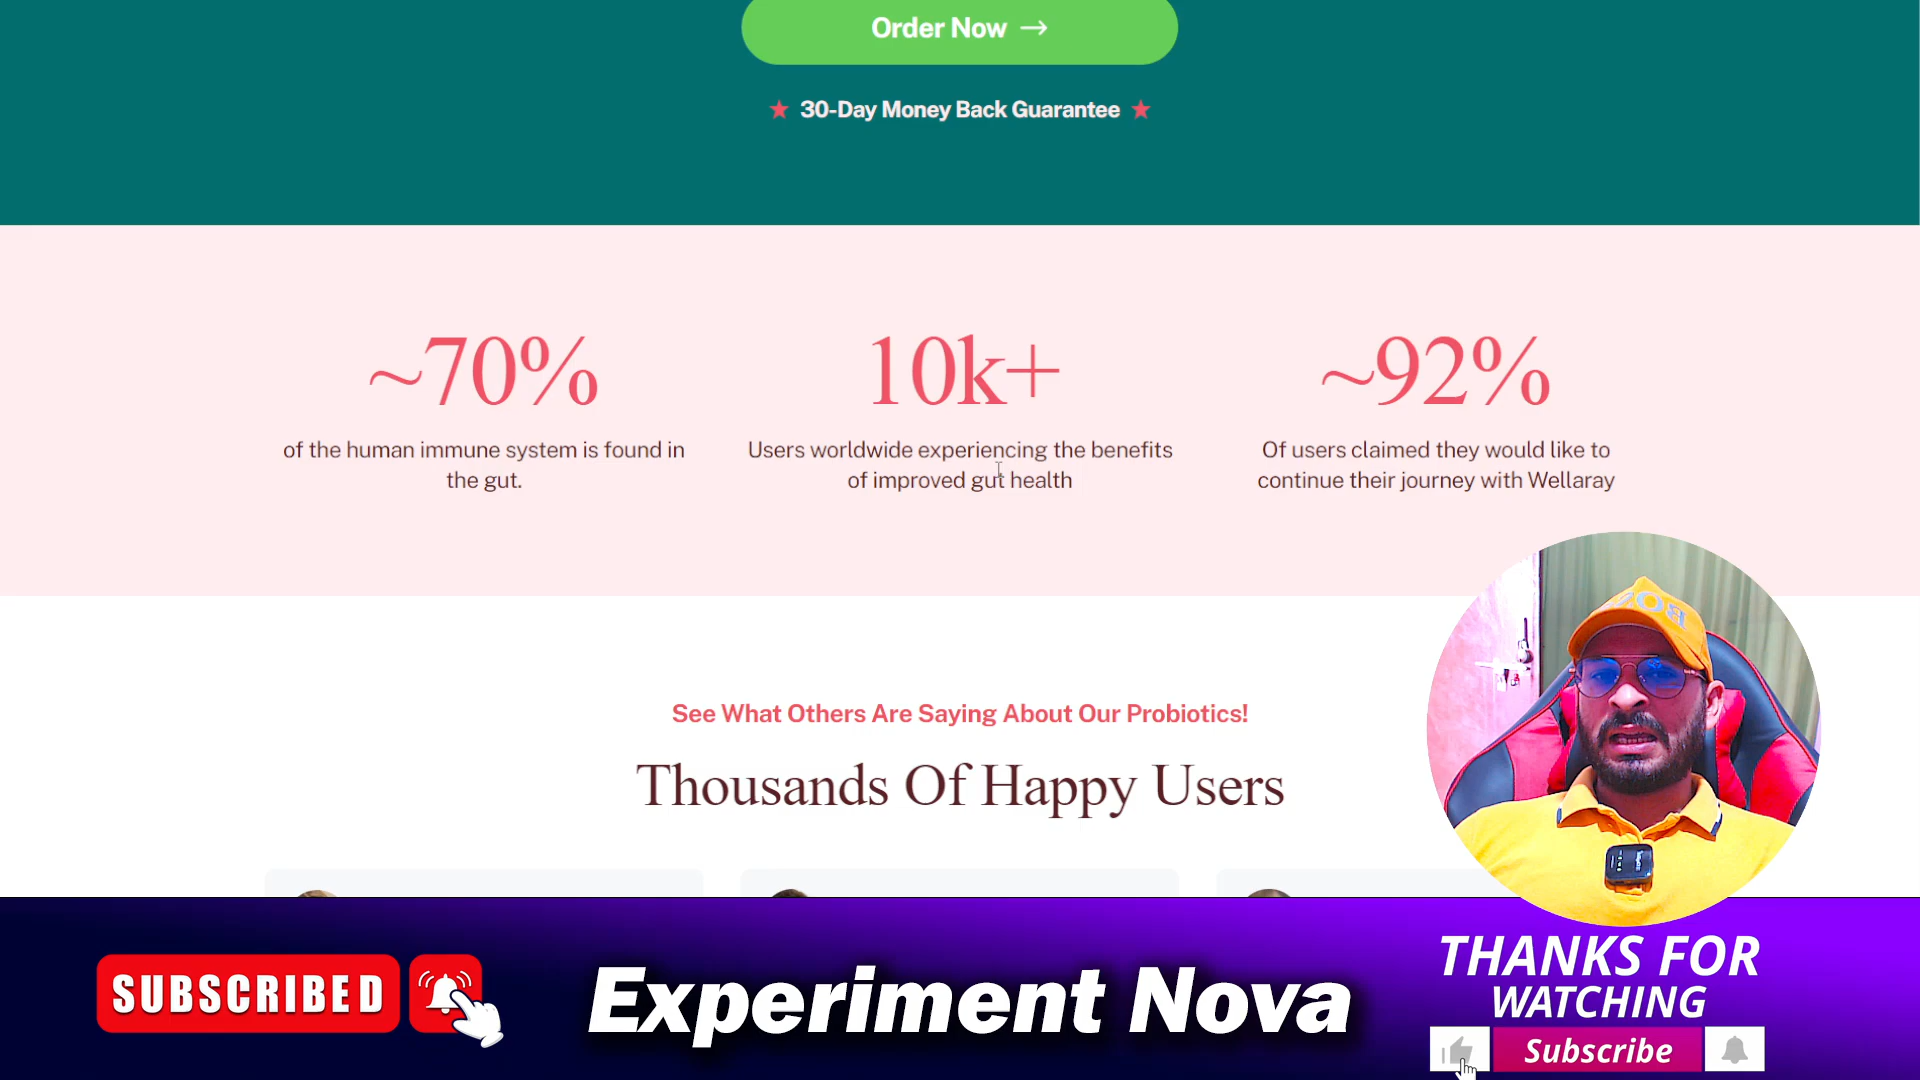 Order Now →
★ 30-Day Money Back Guarantee ★
~70%
of the human immune system is found in
the gut.
10k+
Users worldwide experiencing the benefits
of improved gut health
~92%
Of users claimed they would like to
continue their journey with Wellaray
See What Others Are Saying About Our Probiotics!
Thousands Of Happy Users
SUBSCRIBED
Experiment Nova
THANKS FOR
WATCHING
Subscribe